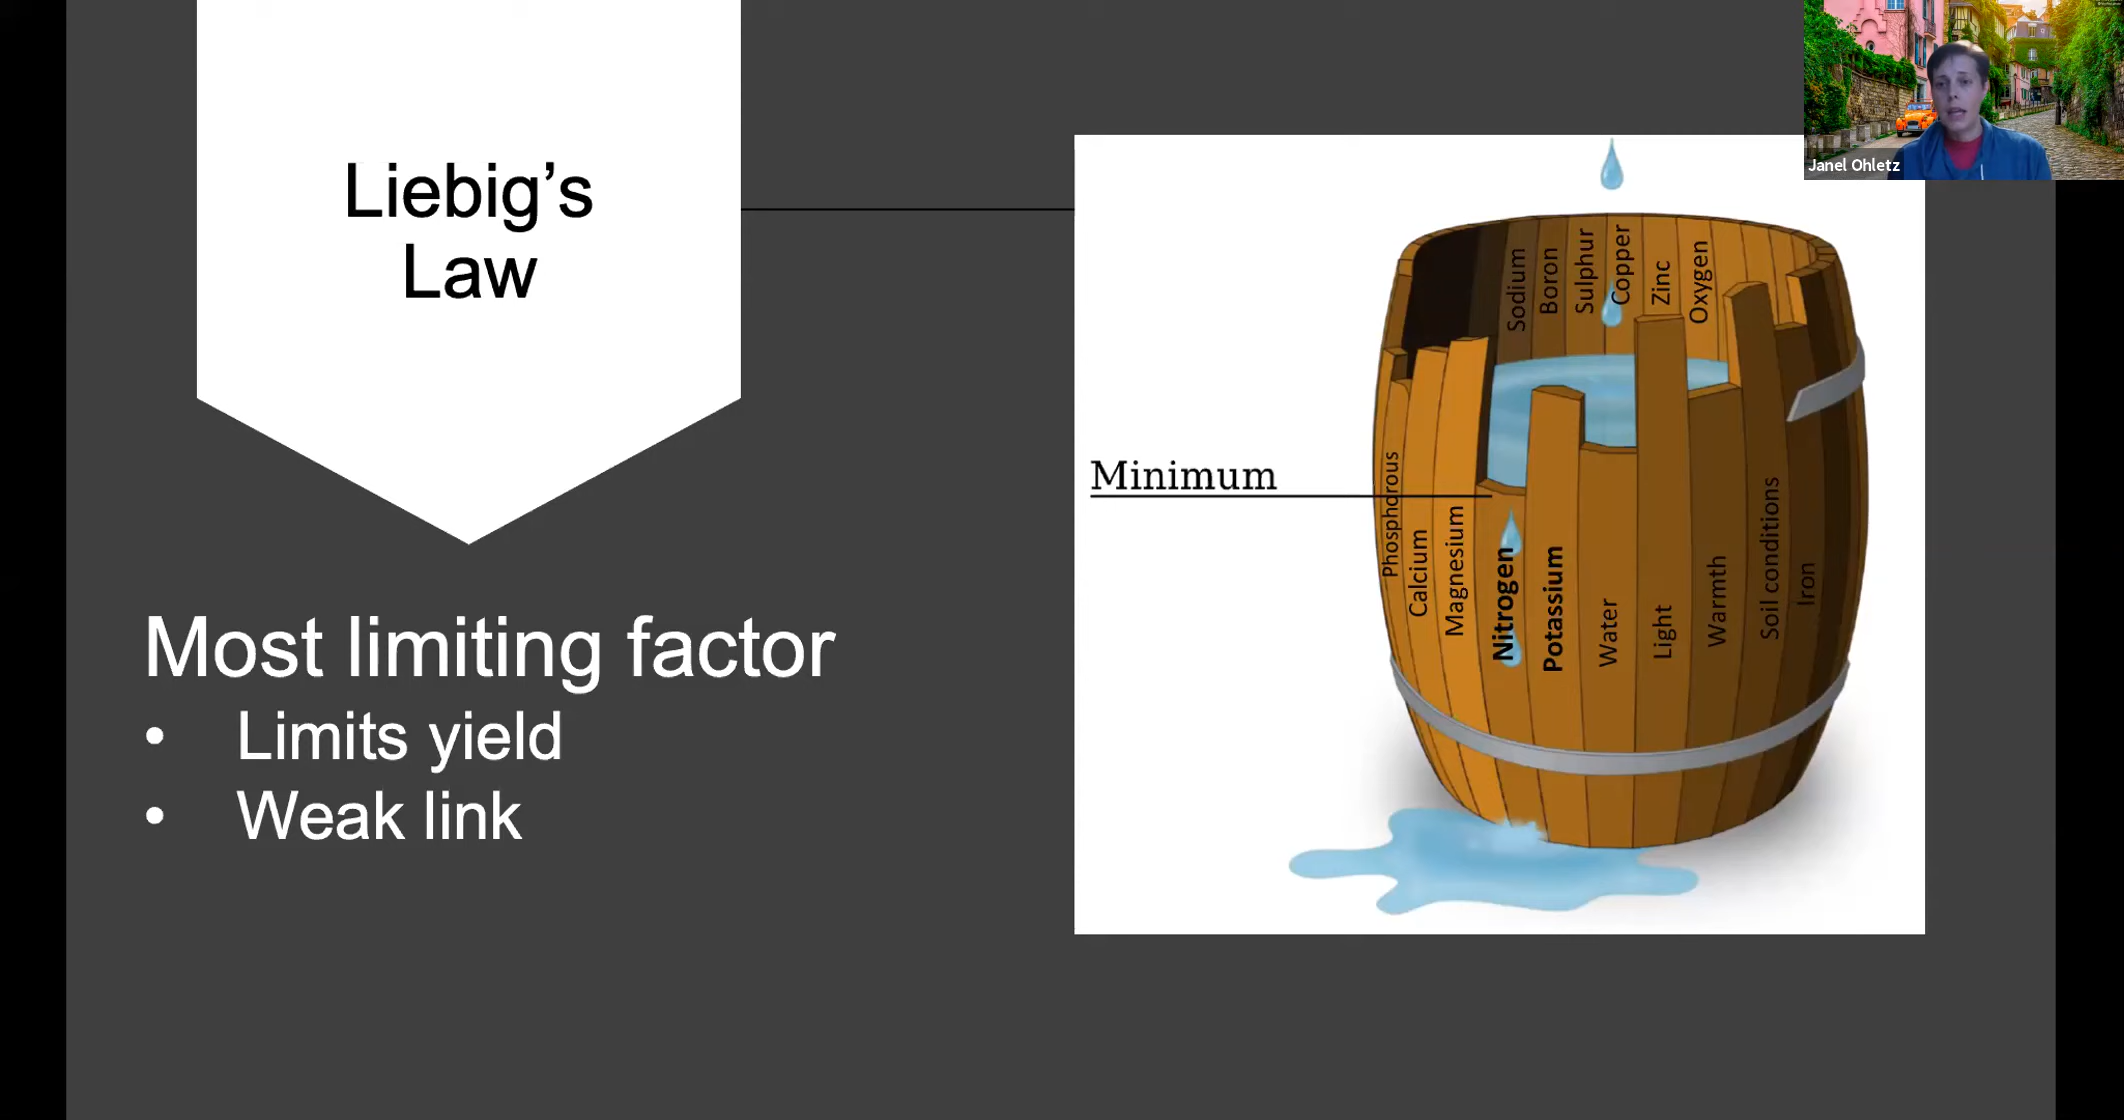 Liebig's
Law
Most limiting factor
• Limits yield
• Weak link
Janel Ohletz
Minimum
Sodium
Boron
Sulphur
Copper
Zinc
Oxygen
Phosphorous
Calcium
Magnesium
Nitrogen
Potassium
Water
Light
Warmth
Soil conditions
Iron